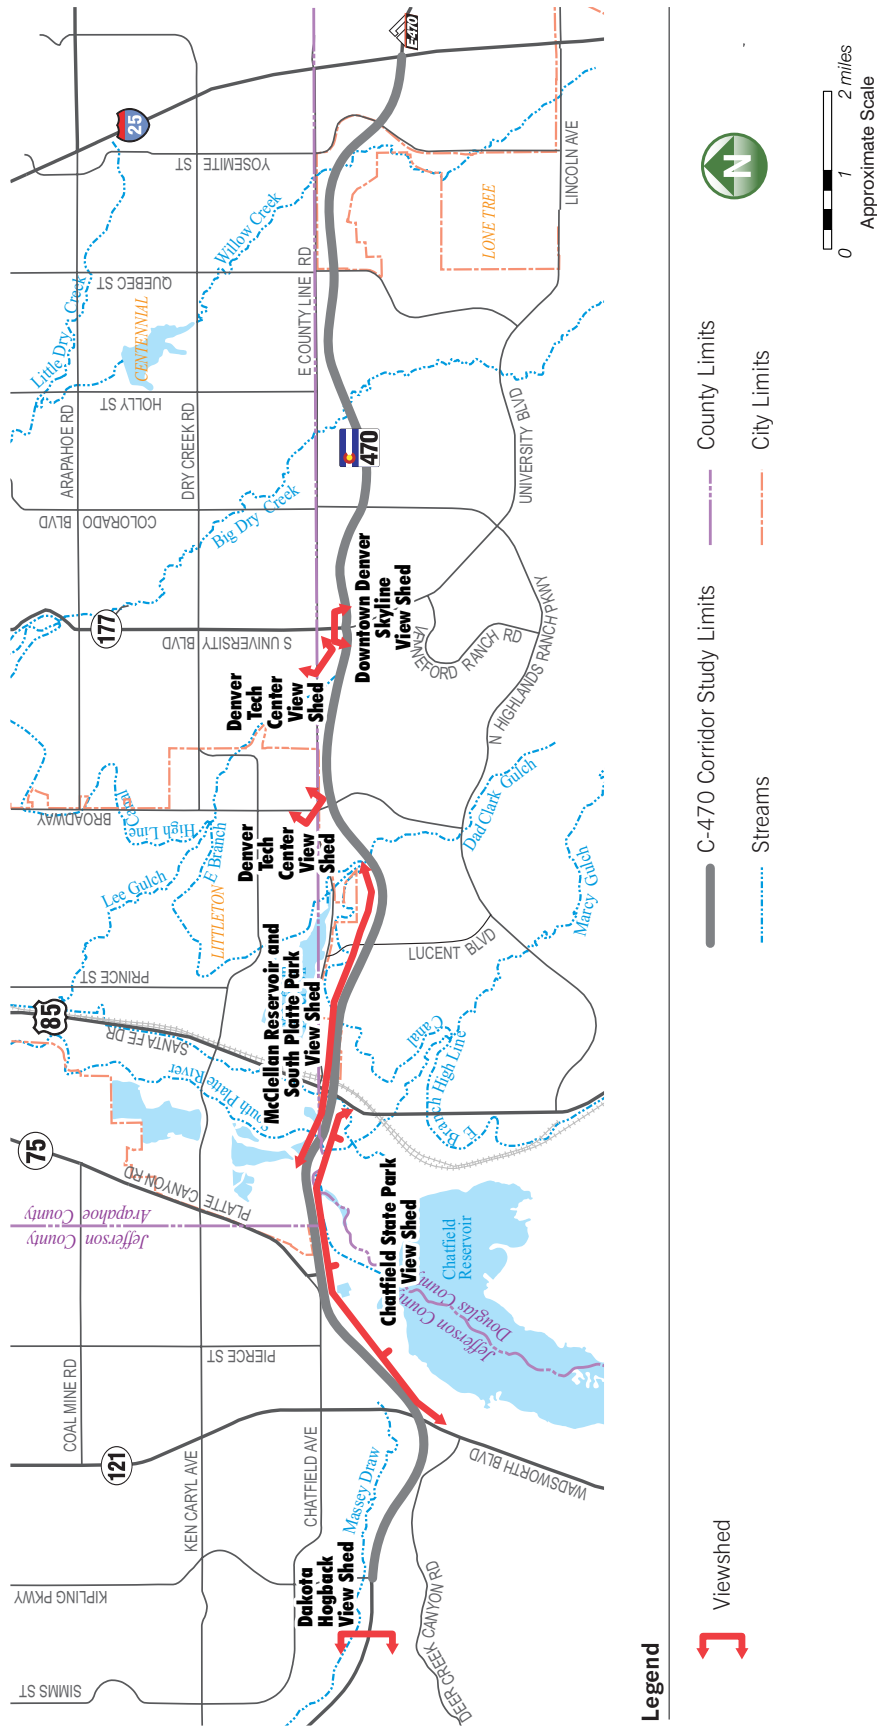 SIMMS ST
KIPLING PKWY
COAL MINE RD
121
KEN CARYL AVE
CHATFIELD AVE
PIERCE ST
Massey Draw
Dakota
Hogback
View Shed
DEER CREEK CANYON RD
WADSWORTH BLVD
Jefferson County
Arapahoe County
75
PLATTE CANYON RD
Chatfield State Park
View Shed
Chatfield
Reservoir
Jefferson County
Douglas County
85
SANTA FE DR
South Platte River
PRINCE ST
McClellan Reservoir and
South Platte Park
View Shed
E Branch High Line
Canal
LUCENT BLVD
Marcy Gulch
Dad Clark Gulch
Lee Gulch
LITTLETON
E Branch
High Line
Canal
BROADWAY
Denver
Tech
Center
View
Shed
Denver
Tech
Center
View
Shed
177
S UNIVERSITY BLVD
Downtown Denver
Skyline
View Shed
VENNEFORD RANCH RD
N HIGHLANDS RANCH PKWY
UNIVERSITY BLVD
COLORADO BLVD
Big Dry Creek
470
ARAPAHOE RD
DRY CREEK RD
HOLLY ST
CENTENNIAL
Little Dry Creek
QUEBEC ST
Willow Creek
E COUNTY LINE RD
YOSEMITE ST
25
E-470
LONE TREE
LINCOLN AVE
Legend
Viewshed
C-470 Corridor Study Limits
Streams
County Limits
City Limits
N
0 1 2 miles
Approximate Scale